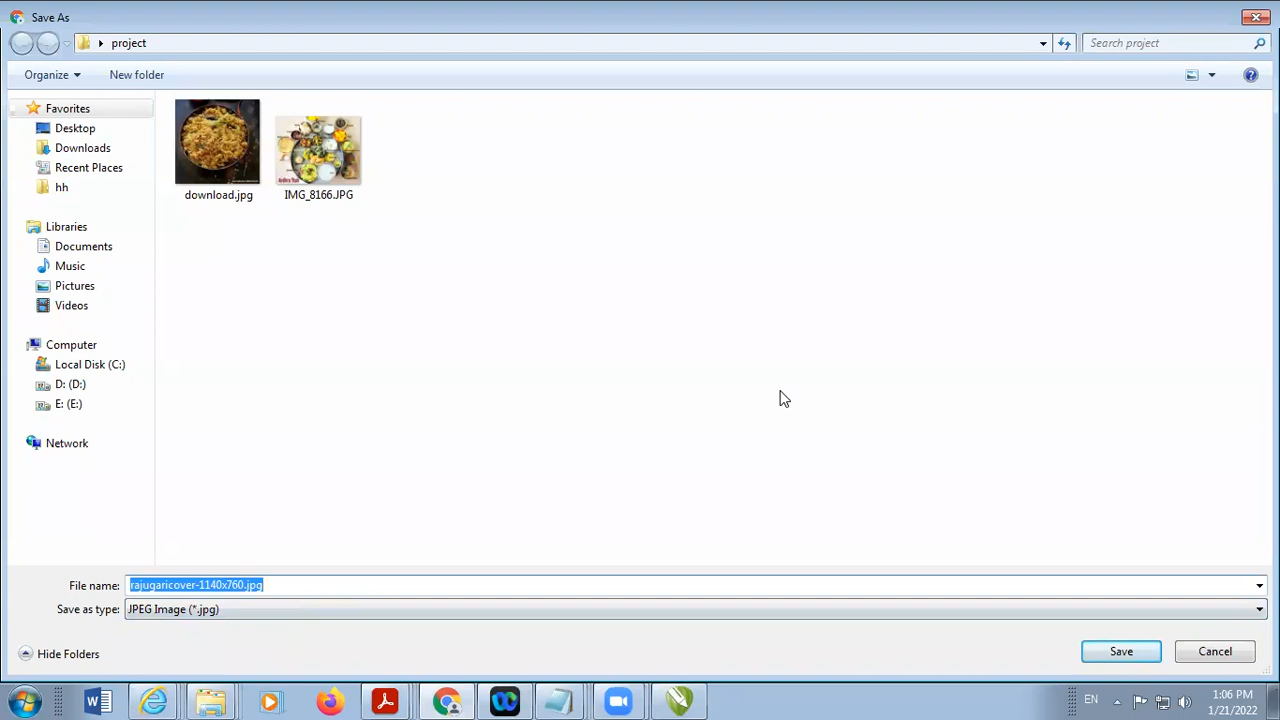 Save As
project
Search project
Organize
New folder
Favorites
Desktop
Downloads
Recent Places
hh
Libraries
Documents
Music
Pictures
Videos
Computer
Local Disk (C:)
D: (D:)
E: (E:)
Network
download.jpg
IMG_8166.JPG
File name:
rajugaricover-1140x760.jpg
Save as type:
JPEG Image (*.jpg)
Hide Folders
Save
Cancel
EN
1:06 PM
1/21/2022